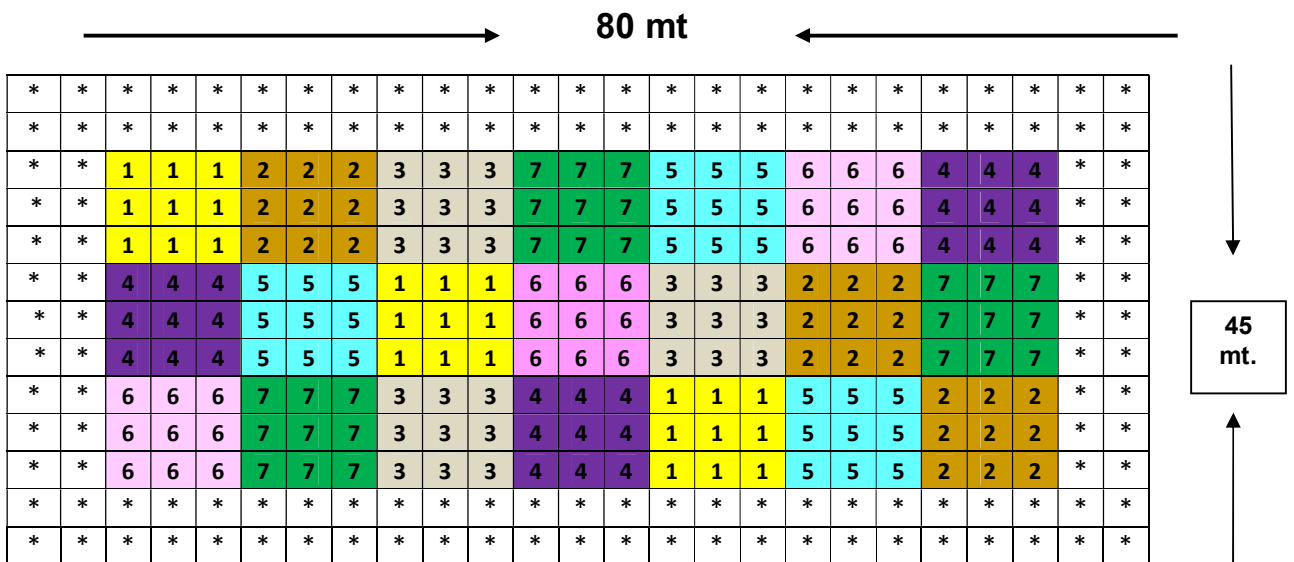 80 mt
* * * * * * * * * * * * * * * * * * * * * * * * *
* * * * * * * * * * * * * * * * * * * * * * * * *
* * 1 1 1 2 2 2 3 3 3 7 7 7 5 5 5 6 6 6 4 4 4 * *
* * 1 1 1 2 2 2 3 3 3 7 7 7 5 5 5 6 6 6 4 4 4 * *
* * 1 1 1 2 2 2 3 3 3 7 7 7 5 5 5 6 6 6 4 4 4 * *
* * 4 4 4 5 5 5 1 1 1 6 6 6 3 3 3 2 2 2 7 7 7 * *
* * 4 4 4 5 5 5 1 1 1 6 6 6 3 3 3 2 2 2 7 7 7 * *
* * 4 4 4 5 5 5 1 1 1 6 6 6 3 3 3 2 2 2 7 7 7 * *
* * 6 6 6 7 7 7 3 3 3 4 4 4 1 1 1 5 5 5 2 2 2 * *
* * 6 6 6 7 7 7 3 3 3 4 4 4 1 1 1 5 5 5 2 2 2 * *
* * 6 6 6 7 7 7 3 3 3 4 4 4 1 1 1 5 5 5 2 2 2 * *
* * * * * * * * * * * * * * * * * * * * * * * * *
* * * * * * * * * * * * * * * * * * * * * * * * *
45
mt.